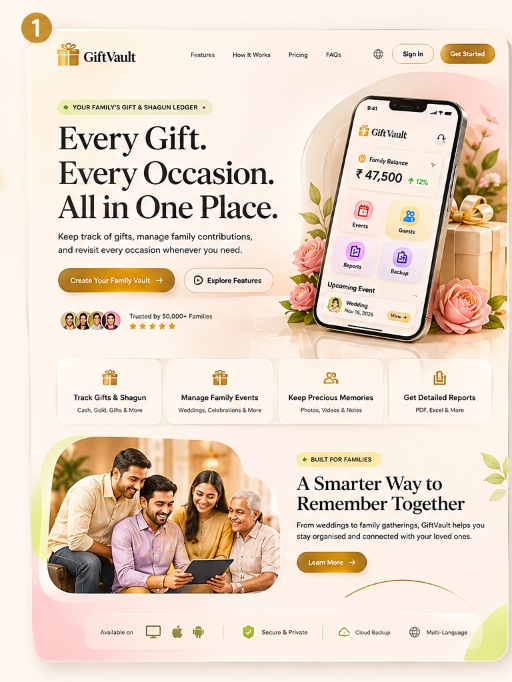 1
GiftVault
Features How It Works Pricing FAQs Sign In Get Started
YOUR FAMILY'S GIFT & SHAGUN LEDGER
Every Gift.
Every Occasion.
All in One Place.
Keep track of gifts, manage family contributions,
and revisit every occasion whenever you need.
Create Your Family Vault → Explore Features
Trusted by 50,000+ Families
9:41
GiftVault
Family Balance
₹ 47,500 ↑ 12%
Events Guests
Reports Backup
Upcoming Event
Wedding
Nov 16, 2026
View →
Track Gifts & Shagun
Cash, Gold, Gifts & More
Manage Family Events
Weddings, Celebrations & More
Keep Precious Memories
Photos, Videos & Notes
Get Detailed Reports
PDF, Excel & More
BUILT FOR FAMILIES
A Smarter Way to
Remember Together
From weddings to family gatherings, GiftVault helps you
stay organised and connected with your loved ones.
Learn More →
Available on Secure & Private Cloud Backup Multi-Language